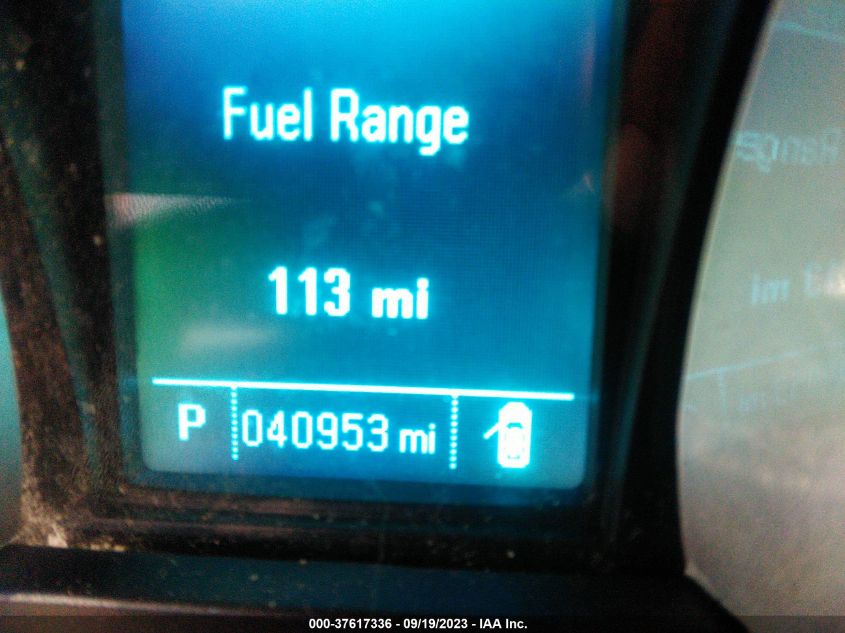 Fuel Range
113 mi
P 040953 mi
000-37617336 - 09/19/2023 - IAA Inc.